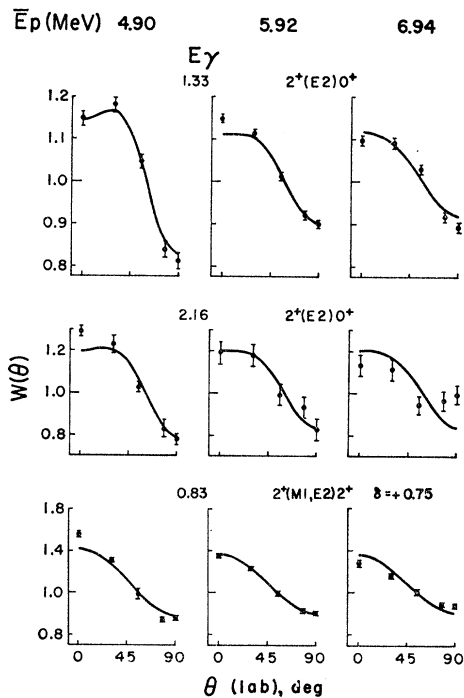 Ēp (MeV) 4.90 5.92 6.94
Eγ
1.33 2⁺(E2)0⁺
1.2
1.1
1.0
0.9
0.8
2.16 2⁺(E2)0⁺
1.2
1.0
0.8
W(θ)
0.83 2⁺(M1,E2)2⁺ δ=+0.75
1.8
1.4
1.0
0.8
0 45 90 0 45 90 0 45 90
θ (lab), deg